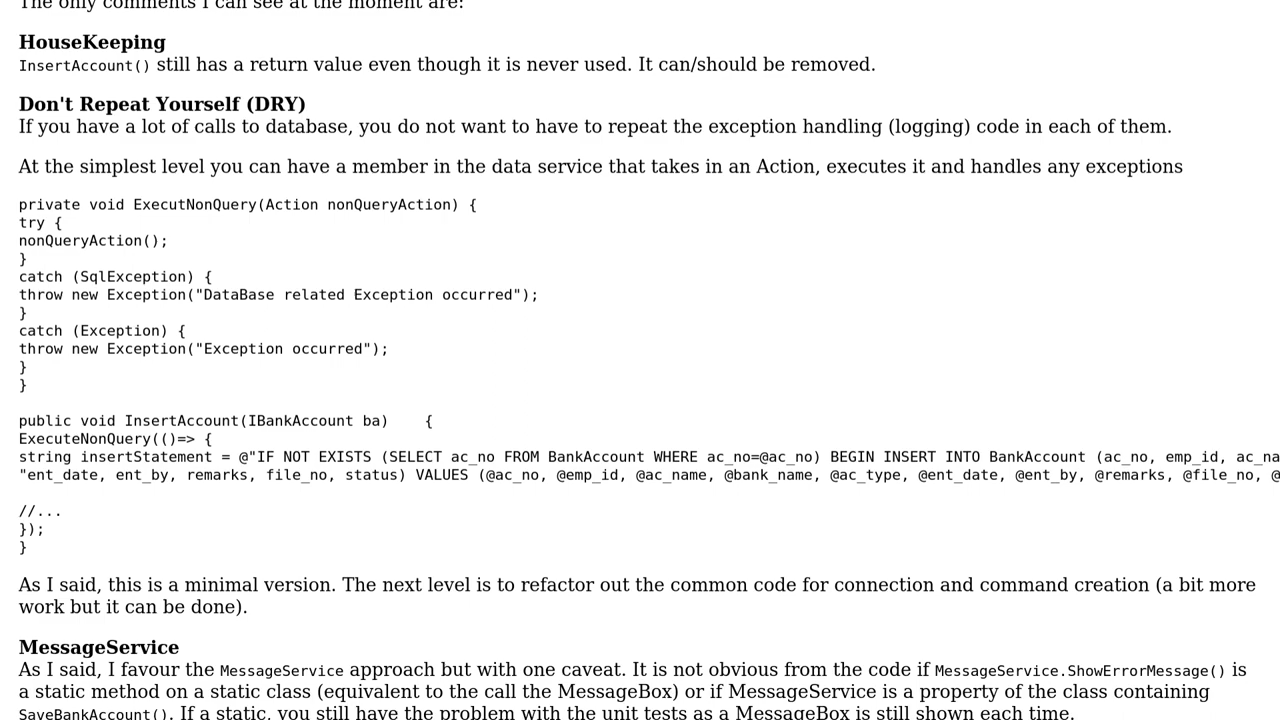 The only comments I can see at the moment are:
HouseKeeping
InsertAccount() still has a return value even though it is never used. It can/should be removed.
Don't Repeat Yourself (DRY)
If you have a lot of calls to database, you do not want to have to repeat the exception handling (logging) code in each of them.
At the simplest level you can have a member in the data service that takes in an Action, executes it and handles any exceptions
private void ExecutNonQuery(Action nonQueryAction) {
try {
nonQueryAction();
}
catch (SqlException) {
throw new Exception("DataBase related Exception occurred");
}
catch (Exception) {
throw new Exception("Exception occurred");
}
}
public void InsertAccount(IBankAccount ba)    {
ExecuteNonQuery(()=> {
string insertStatement = @"IF NOT EXISTS (SELECT ac_no FROM BankAccount WHERE ac_no=@ac_no) BEGIN INSERT INTO BankAccount (ac_no, emp_id, ac_na
"ent_date, ent_by, remarks, file_no, status) VALUES (@ac_no, @emp_id, @ac_name, @bank_name, @ac_type, @ent_date, @ent_by, @remarks, @file_no, @
//...
});
}
As I said, this is a minimal version. The next level is to refactor out the common code for connection and command creation (a bit more
work but it can be done).
MessageService
As I said, I favour the MessageService approach but with one caveat. It is not obvious from the code if MessageService.ShowErrorMessage() is
a static method on a static class (equivalent to the call the MessageBox) or if MessageService is a property of the class containing
SaveBankAccount(). If a static, you still have the problem with the unit tests as a MessageBox is still shown each time.